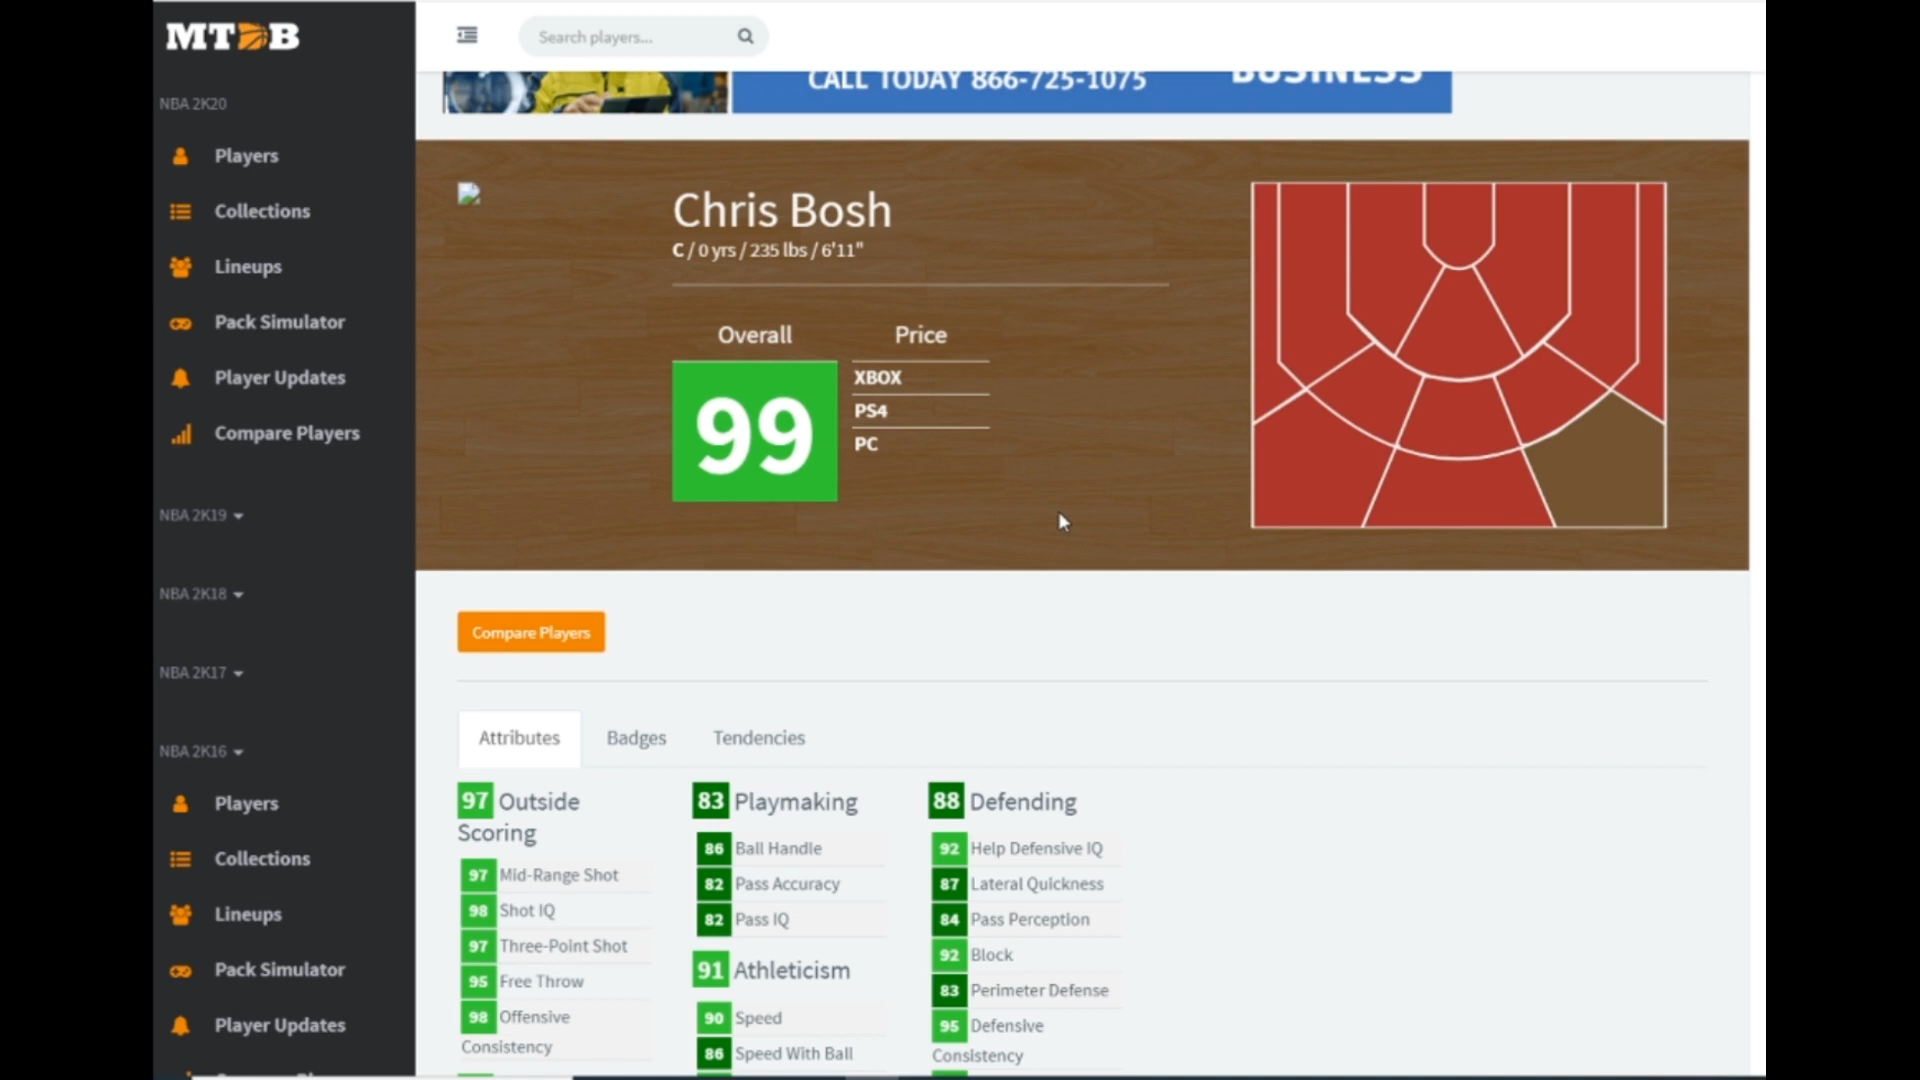 MTDB
Search players...
CALL TODAY 866-725-1075
BUSINESS
NBA 2K20
Players
Collections
Lineups
Pack Simulator
Player Updates
Compare Players
NBA 2K19
NBA 2K18
NBA 2K17
NBA 2K16
Players
Collections
Lineups
Pack Simulator
Player Updates
Chris Bosh
C / 0 yrs / 235 lbs / 6'11"
Overall
Price
99
XBOX
PS4
PC
Compare Players
Attributes
Badges
Tendencies
97 Outside
Scoring
97 Mid-Range Shot
98 Shot IQ
97 Three-Point Shot
95 Free Throw
98 Offensive
Consistency
83 Playmaking
86 Ball Handle
82 Pass Accuracy
82 Pass IQ
91 Athleticism
90 Speed
86 Speed With Ball
88 Defending
92 Help Defensive IQ
87 Lateral Quickness
84 Pass Perception
92 Block
83 Perimeter Defense
95 Defensive
Consistency